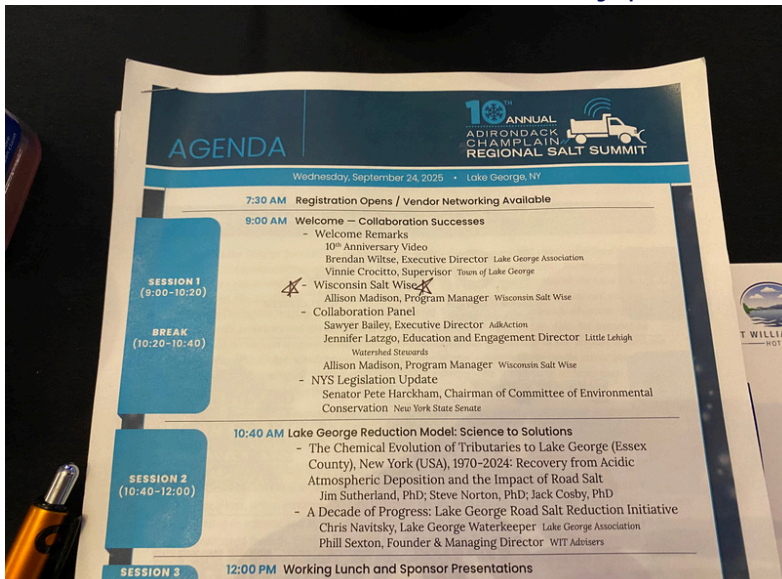 AGENDA
10TH ANNUAL
ADIRONDACK
CHAMPLAIN
REGIONAL SALT SUMMIT
Wednesday, September 24, 2025 • Lake George, NY
7:30 AM Registration Opens / Vendor Networking Available
SESSION 1
(9:00-10:20)
BREAK
(10:20-10:40)
9:00 AM Welcome — Collaboration Successes
- Welcome Remarks
10th Anniversary Video
Brendan Wiltse, Executive Director Lake George Association
Vinnie Crocitto, Supervisor Town of Lake George
- Wisconsin Salt Wise
Allison Madison, Program Manager Wisconsin Salt Wise
- Collaboration Panel
Sawyer Bailey, Executive Director AdkAction
Jennifer Latzgo, Education and Engagement Director Little Lehigh
Watershed Stewards
Allison Madison, Program Manager Wisconsin Salt Wise
- NYS Legislation Update
Senator Pete Harckham, Chairman of Committee of Environmental
Conservation New York State Senate
SESSION 2
(10:40-12:00)
10:40 AM Lake George Reduction Model: Science to Solutions
- The Chemical Evolution of Tributaries to Lake George (Essex
County), New York (USA), 1970-2024: Recovery from Acidic
Atmospheric Deposition and the Impact of Road Salt
Jim Sutherland, PhD; Steve Norton, PhD; Jack Cosby, PhD
- A Decade of Progress: Lake George Road Salt Reduction Initiative
Chris Navitsky, Lake George Waterkeeper Lake George Association
Phill Sexton, Founder & Managing Director WIT Advisers
SESSION 3
12:00 PM Working Lunch and Sponsor Presentations